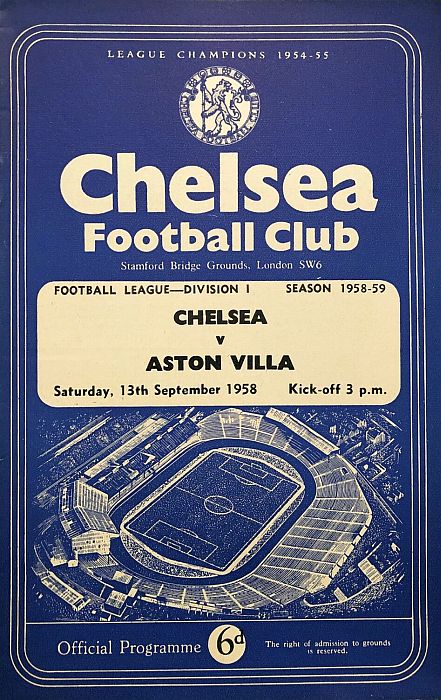 LEAGUE CHAMPIONS 1954-55
Chelsea
Football Club
Stamford Bridge Grounds, London SW6
FOOTBALL LEAGUE—DIVISION I SEASON 1958-59
CHELSEA
v
ASTON VILLA
Saturday, 13th September 1958 Kick-off 3 p.m.
Official Programme 6d The right of admission to grounds
is reserved.